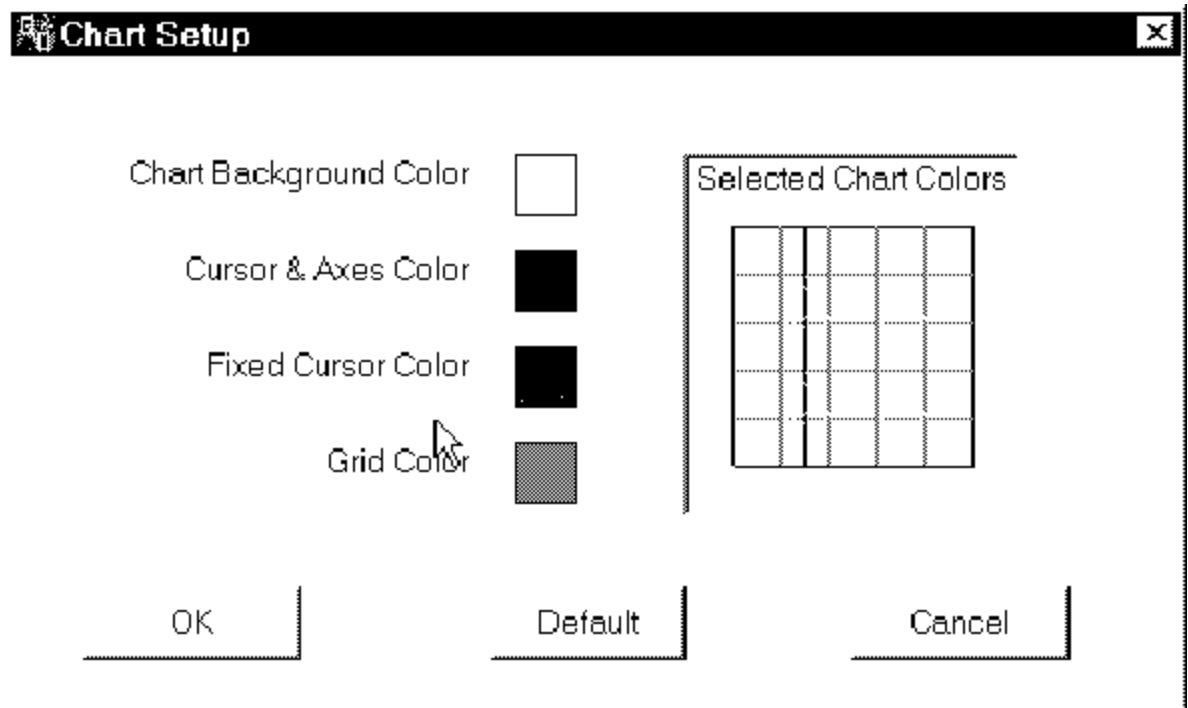 Chart Setup
Chart Background Color
Cursor & Axes Color
Fixed Cursor Color
Grid Color
Selected Chart Colors
OK
Default
Cancel